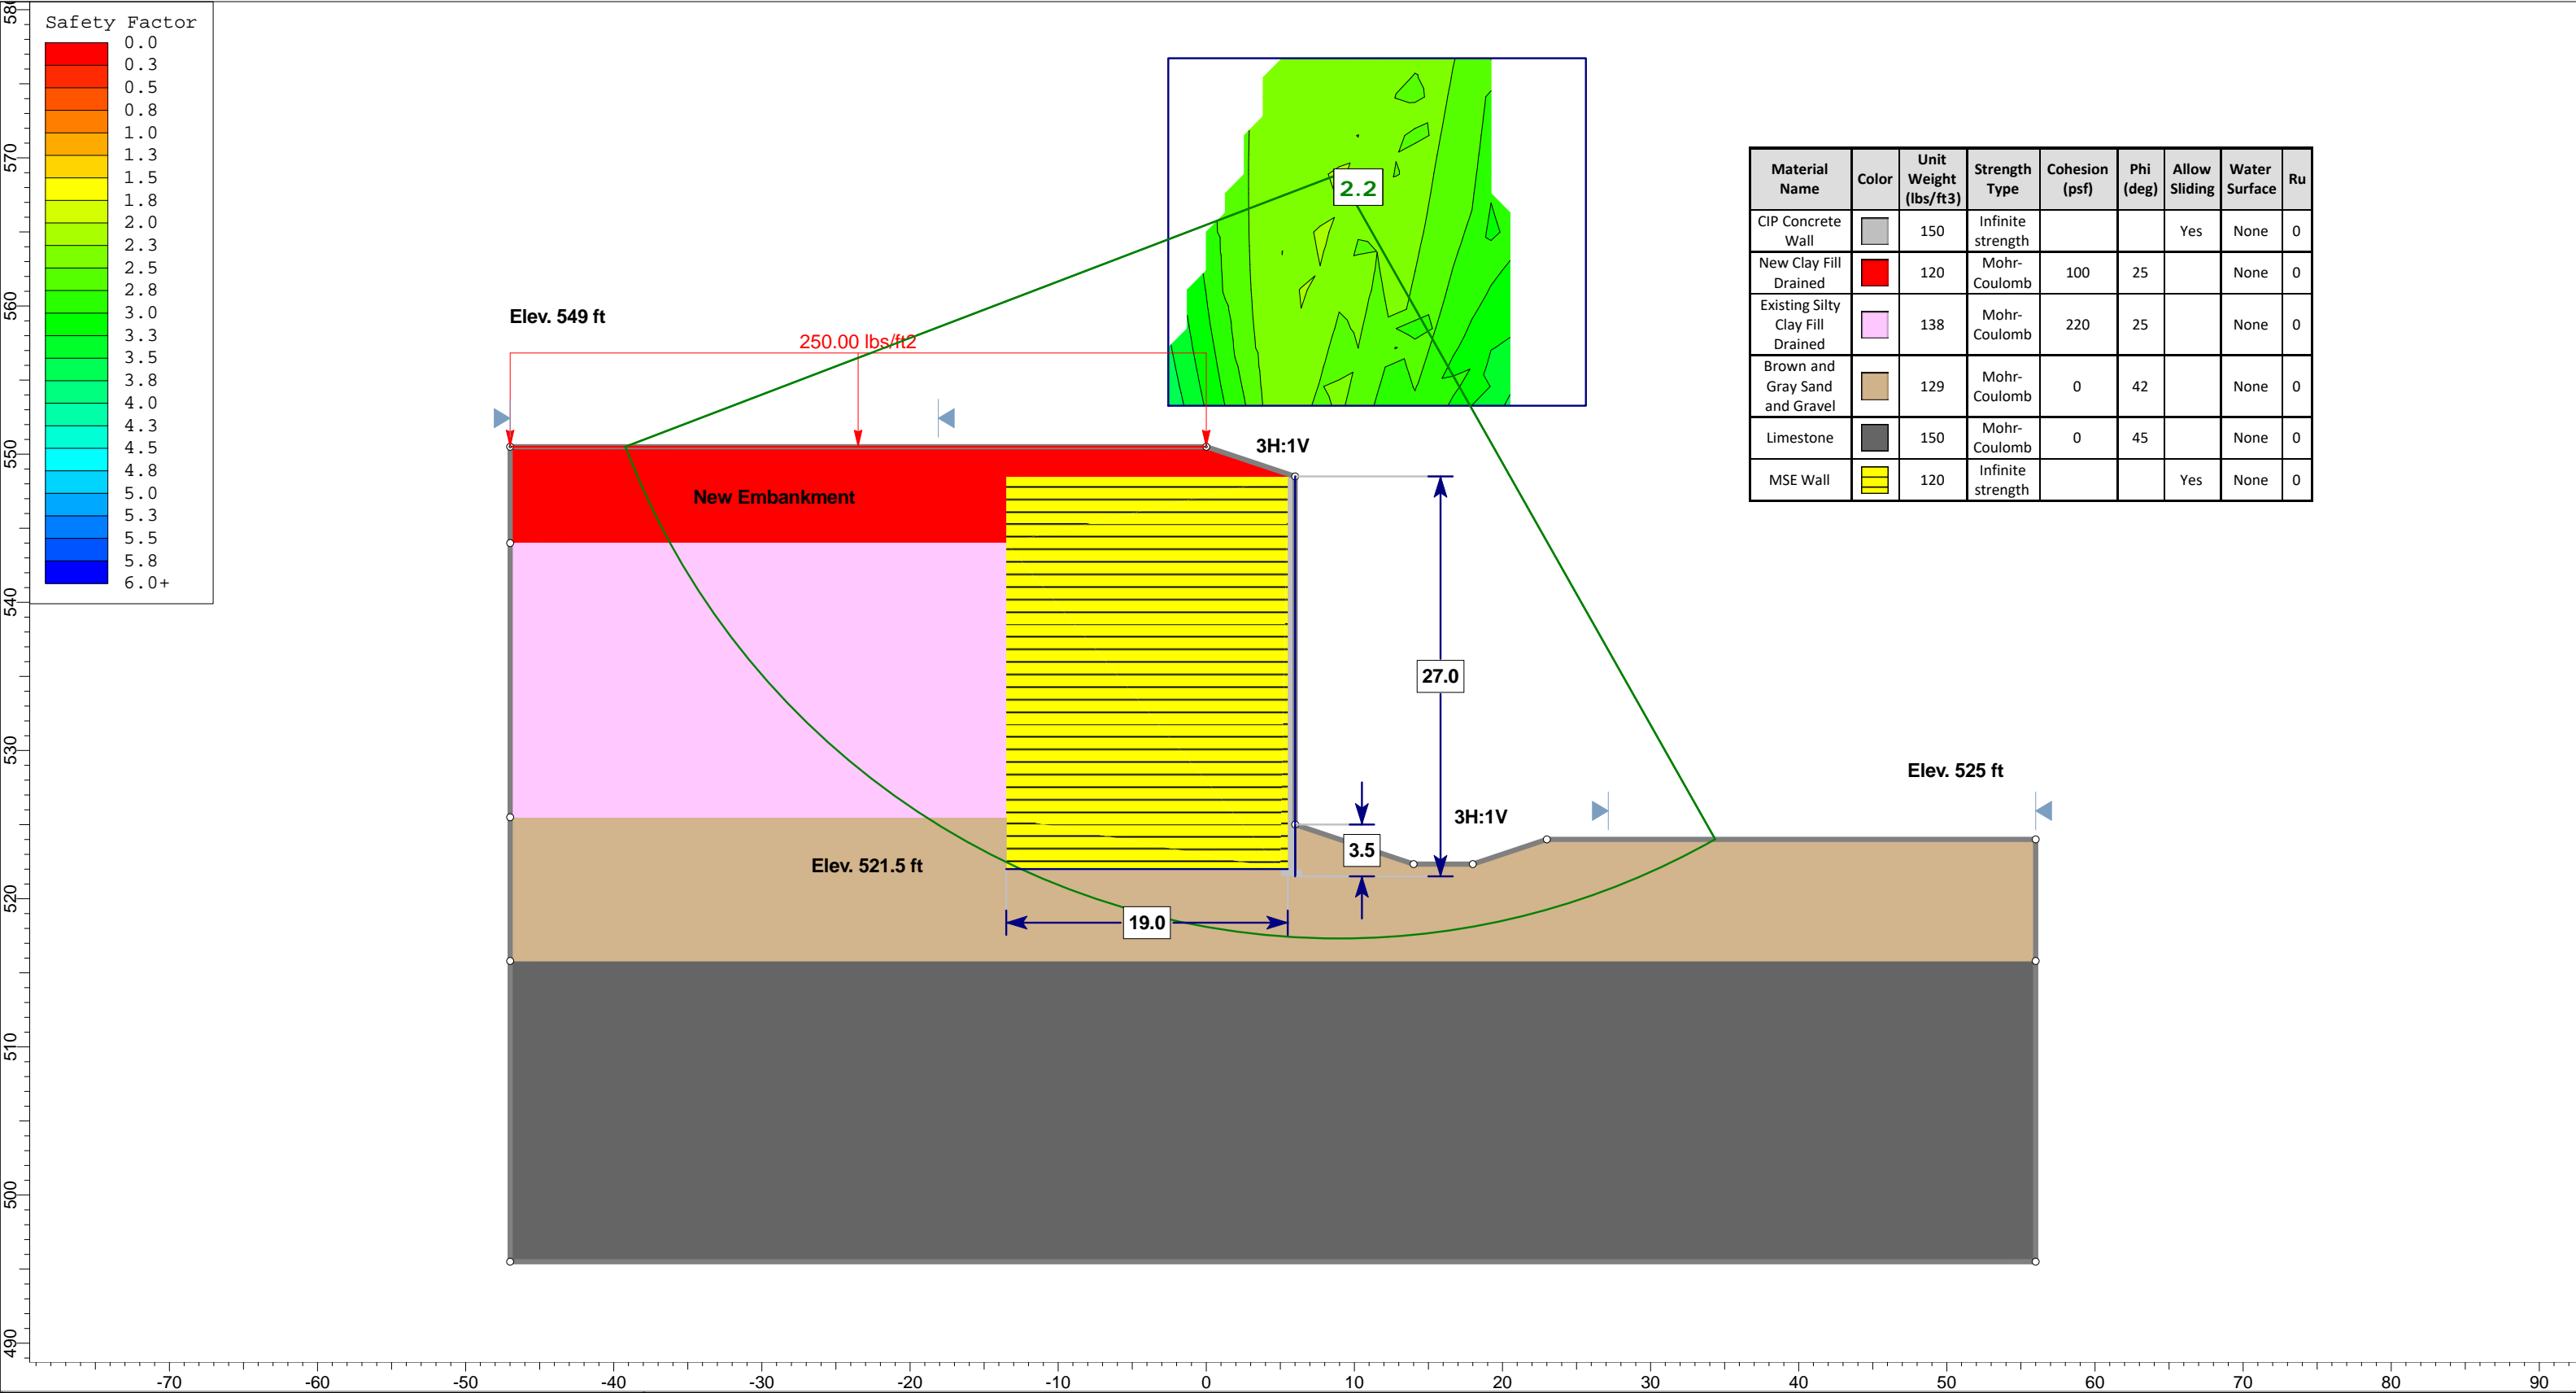 Safety Factor
0.0
0.3
0.5
0.8
1.0
1.3
1.5
1.8
2.0
2.3
2.5
2.8
3.0
3.3
3.5
3.8
4.0
4.3
4.5
4.8
5.0
5.3
5.5
5.8
6.0+
2.2
Material Name Color Unit Weight (lbs/ft3) Strength Type Cohesion (psf) Phi (deg) Allow Sliding Water Surface Ru
CIP Concrete Wall 150 Infinite strength Yes None 0
New Clay Fill Drained 120 Mohr-Coulomb 100 25 None 0
Existing Silty Clay Fill Drained 138 Mohr-Coulomb 220 25 None 0
Brown and Gray Sand and Gravel 129 Mohr-Coulomb 0 42 None 0
Limestone 150 Mohr-Coulomb 0 45 None 0
MSE Wall 120 Infinite strength Yes None 0
Elev. 549 ft
250.00 lbs/ft2
3H:1V
New Embankment
27.0
Elev. 525 ft
3H:1V
3.5
Elev. 521.5 ft
19.0
570
560
550
540
530
520
510
500
490
-70 -60 -50 -40 -30 -20 -10 0 10 20 30 40 50 60 70 80 90